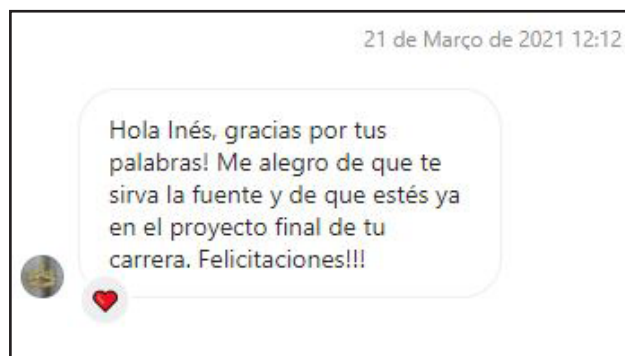 21 de Março de 2021 12:12
Hola Inés, gracias por tus
palabras! Me alegro de que te
sirva la fuente y de que estés ya
en el proyecto final de tu
carrera. Felicitaciones!!!